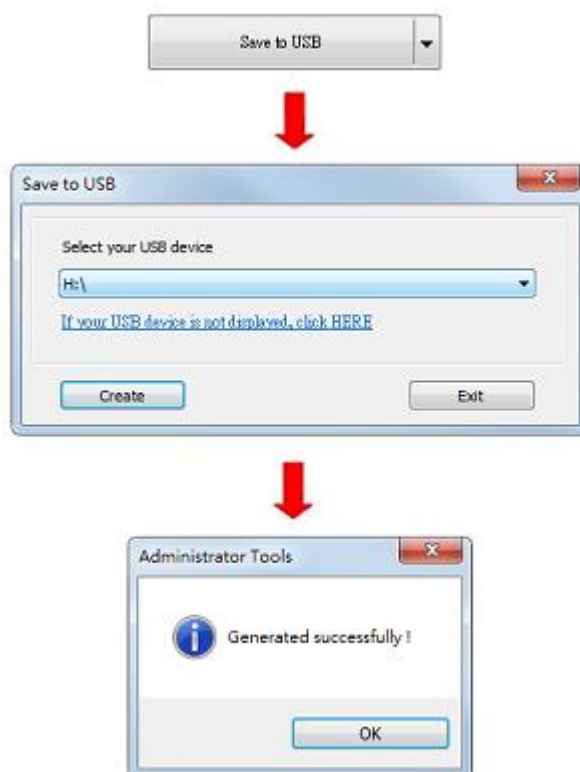 Save to USB
Save to USB
Select your USB device
H:\
If your USB device is not displayed, click HERE
Create Exit
Administrator Tools
Generated successfully !
OK